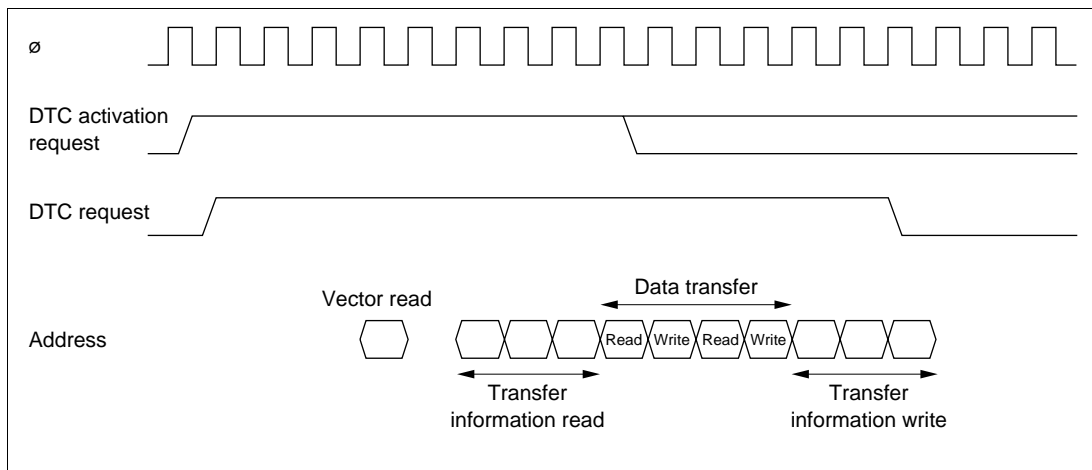 ø
DTC activation
request
DTC request
Data transfer
Vector read
Address
Read Write Read Write
Transfer
information read
Transfer
information write